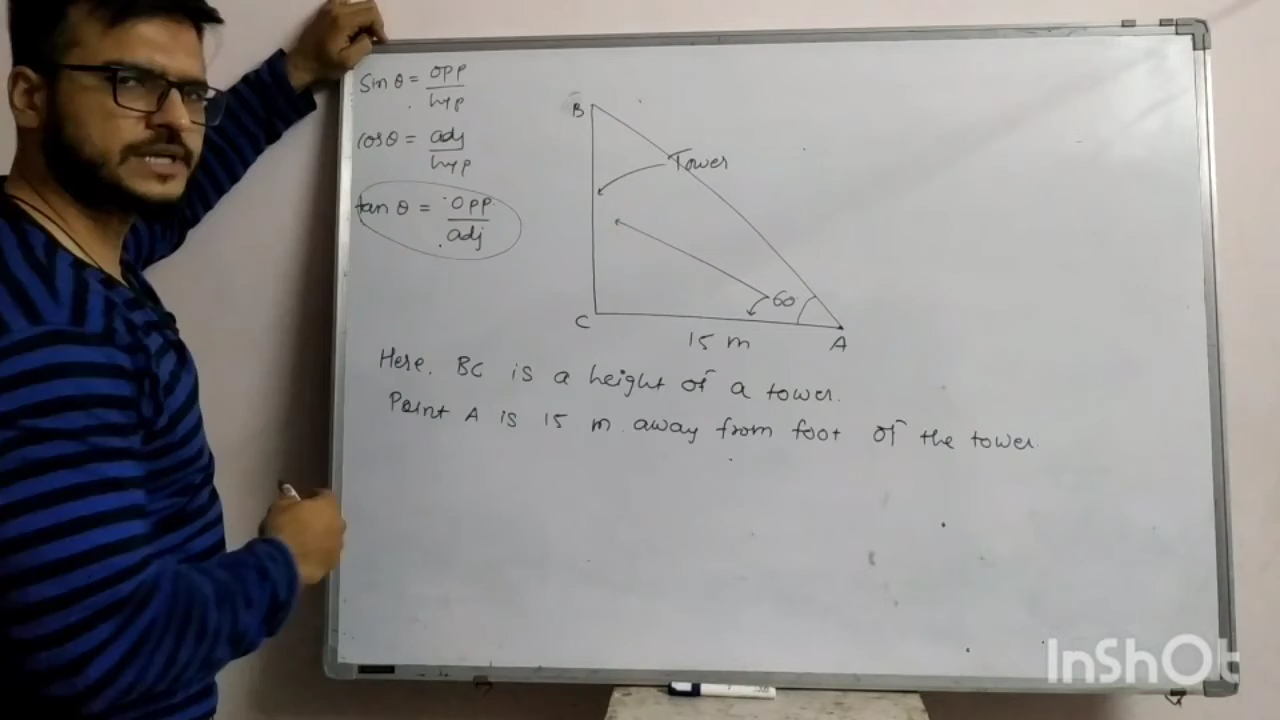 Sin θ = opp
hyp
cos θ = adj
hyp
tan θ = opp
adj
B
Tower
60
C
15 m
A
Here, BC is a height of a tower.
Point A is 15 m away from foot of the tower.
InShOt